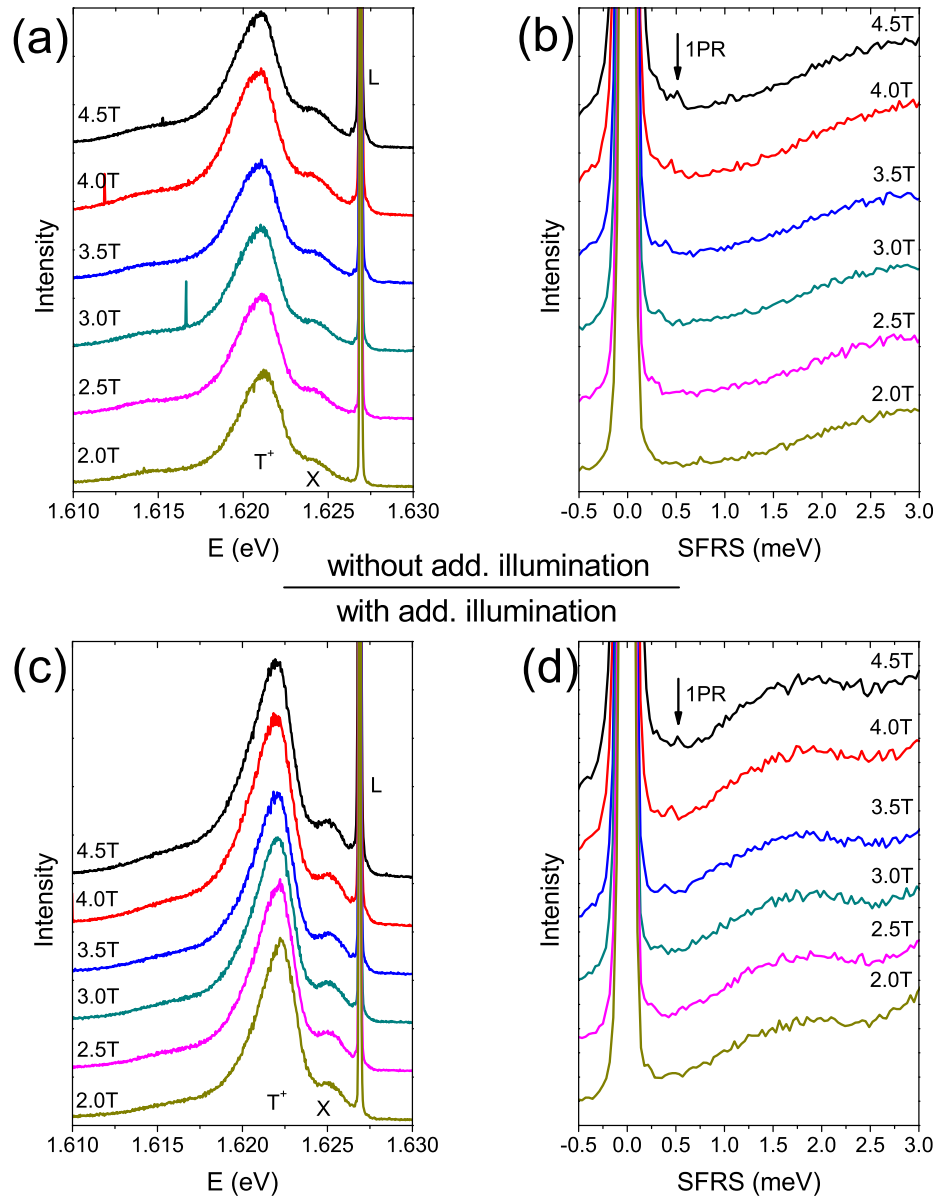 (a)
L
4.5T
4.0T
3.5T
3.0T
2.5T
2.0T
T+
X
Intensity
1.610 1.615 1.620 1.625 1.630
E (eV)
(b)
1PR
4.5T
4.0T
3.5T
3.0T
2.5T
2.0T
Intensity
-0.5 0.0 0.5 1.0 1.5 2.0 2.5 3.0
SFRS (meV)
without add. illumination
with add. illumination
(c)
L
4.5T
4.0T
3.5T
3.0T
2.5T
2.0T
T+
X
Intensity
1.610 1.615 1.620 1.625 1.630
E (eV)
(d)
1PR
4.5T
4.0T
3.5T
3.0T
2.5T
2.0T
Intenisty
-0.5 0.0 0.5 1.0 1.5 2.0 2.5 3.0
SFRS (meV)